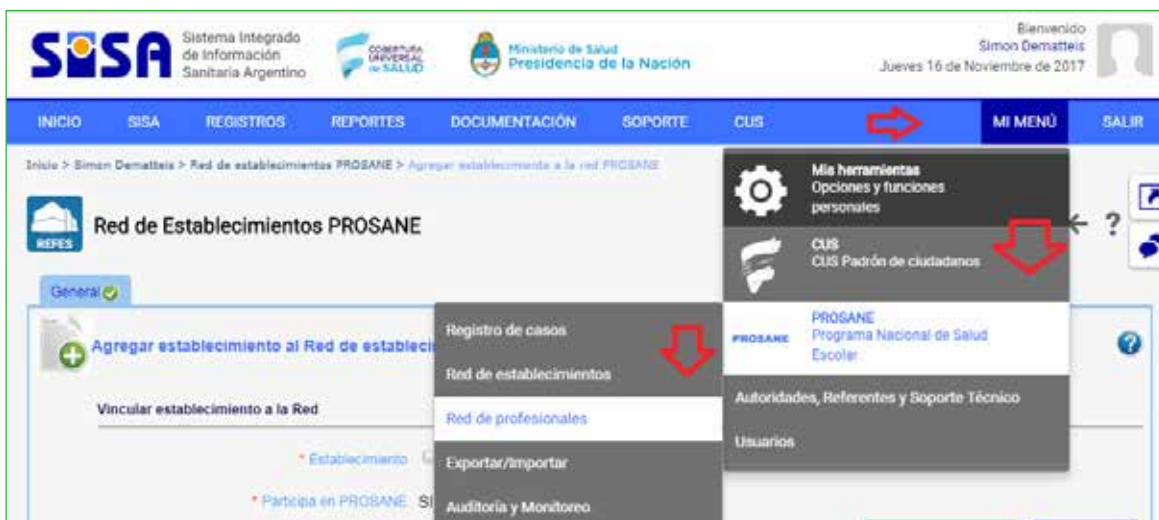 SISA
Sistema Integrado
de Información
Sanitaria Argentino
COBERTURA
UNIVERSAL
de SALUD
Ministerio de Salud
Presidencia de la Nación
Bienvenido
Simon Dematteis
Jueves 16 de Noviembre de 2017
INICIO SISA REGISTROS REPORTES DOCUMENTACIÓN SOPORTE CUS MI MENÚ SALIR
Inicio > Simon Dematteis > Red de establecimientos PROSANE > Agregar establecimiento a la red PROSANE
REFES
Red de Establecimientos PROSANE
?
General
Agregar establecimiento al Red de estableci
?
Vincular establecimiento a la Red
* Establecimiento
* Participa en PROSANE SI
Mis herramientas
Opciones y funciones
personales
CUS
CUS Padrón de ciudadanos
PROSANE
PROSANE
Programa Nacional de Salud
Escolar
Autoridades, Referentes y Soporte Técnico
Usuarios
Registro de casos
Red de establecimientos
Red de profesionales
Exportar/Importar
Auditoría y Monitoreo